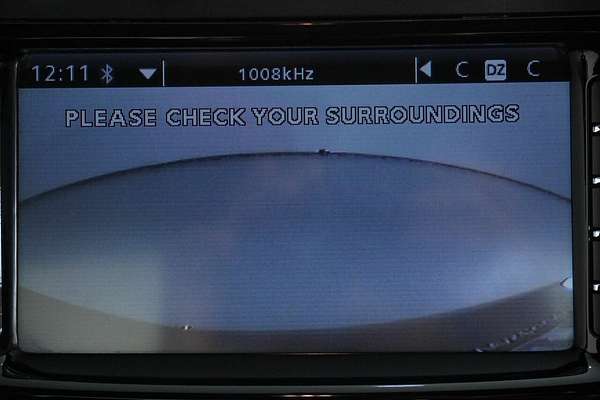 12:11 1008kHz C DZ C
PLEASE CHECK YOUR SURROUNDINGS